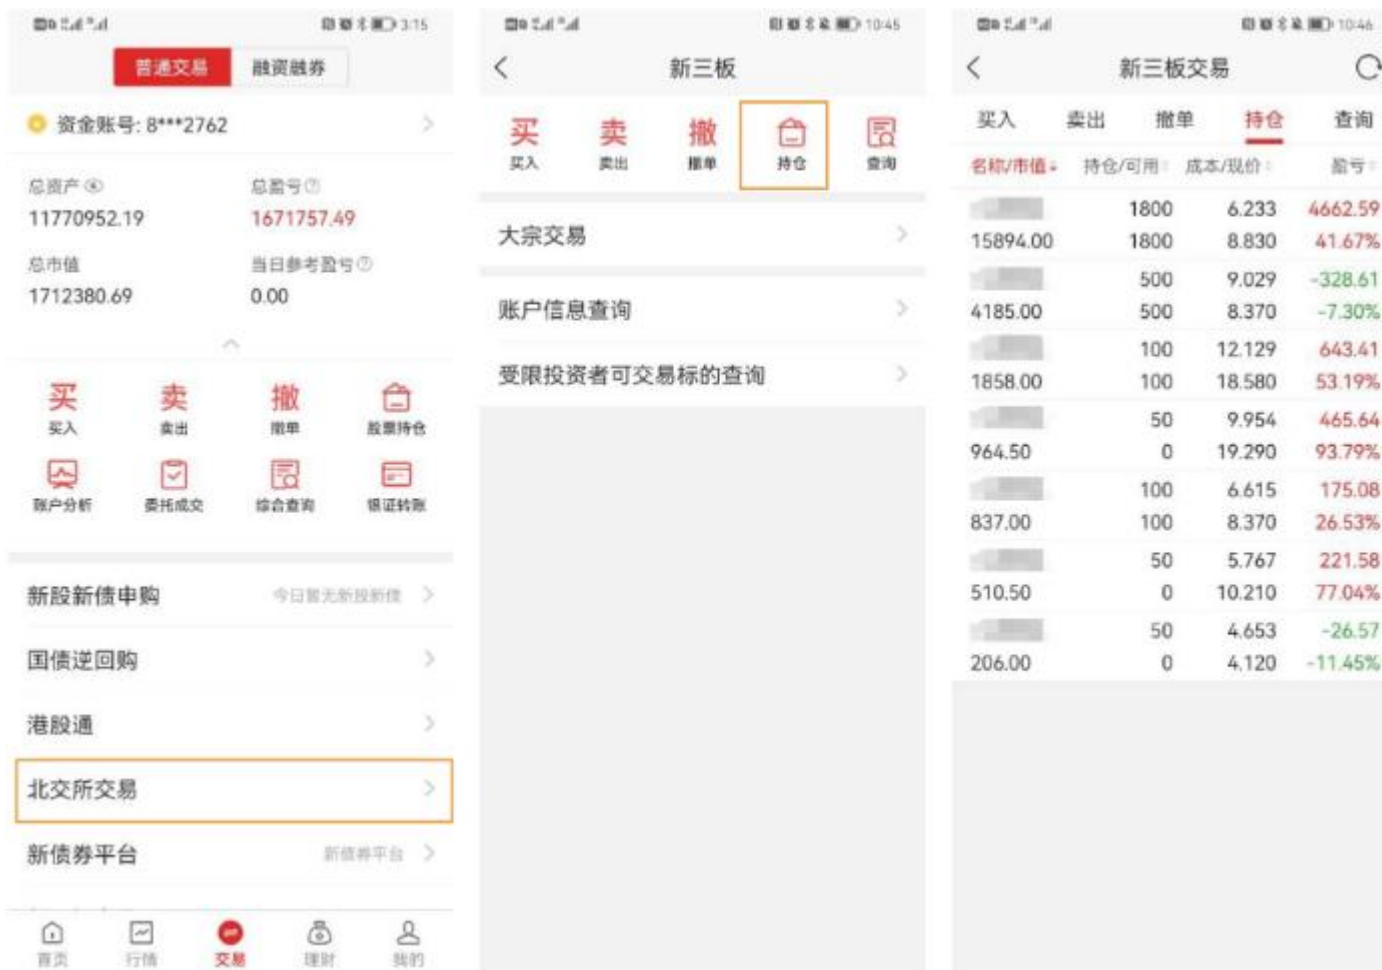 3:15
普通交易 融资融券
资金账号: 8***2762
总资产 总盈亏
11770952.19 1671757.49
总市值 当日参考盈亏
1712380.69 0.00
买 卖 撤
买入 卖出 撤单 股票持仓
账户分析 委托成交 综合查询 银证转账
新股新债申购 今日暂无新股新债
国债逆回购
港股通
北交所交易
新债券平台 新债券平台
首页 行情 交易 理财 我的
10:45
新三板
买 卖 撤
买入 卖出 撤单 持仓 查询
大宗交易
账户信息查询
受限投资者可交易标的查询
10:46
新三板交易
买入 卖出 撤单 持仓 查询
名称/市值 持仓/可用 成本/现价 盈亏
1800 6.233 4662.59
15894.00 1800 8.830 41.67%
500 9.029 -328.61
4185.00 500 8.370 -7.30%
100 12.129 643.41
1858.00 100 18.580 53.19%
50 9.954 465.64
964.50 0 19.290 93.79%
100 6.615 175.08
837.00 100 8.370 26.53%
50 5.767 221.58
510.50 0 10.210 77.04%
50 4.653 -26.57
206.00 0 4.120 -11.45%